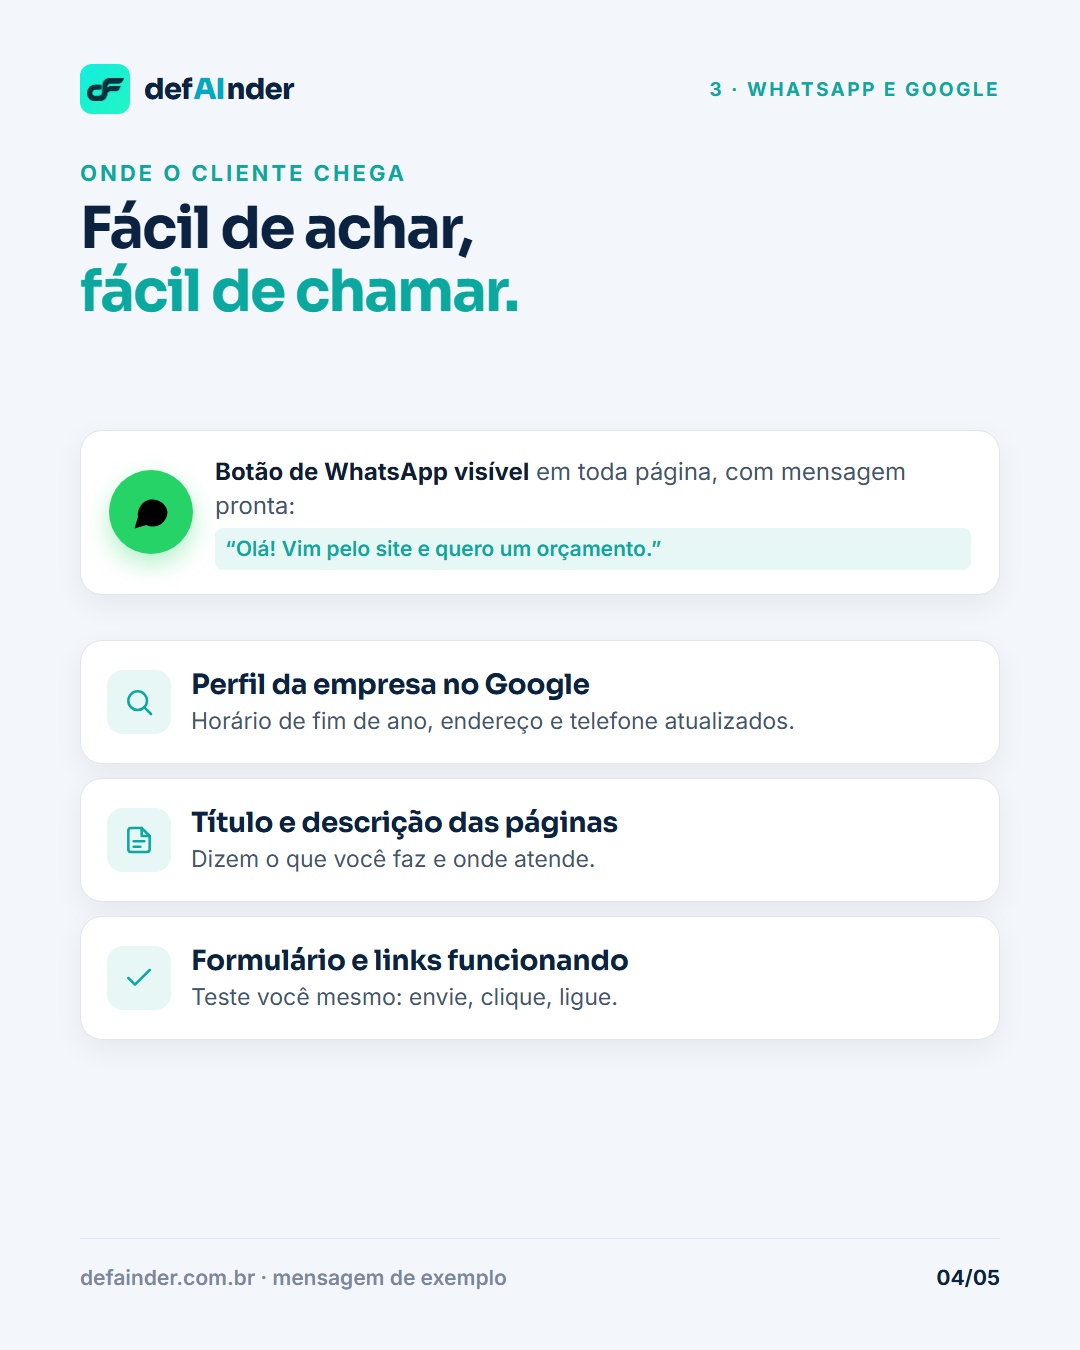 defAInder
3 · WHATSAPP E GOOGLE
ONDE O CLIENTE CHEGA
Fácil de achar,
fácil de chamar.
Botão de WhatsApp visível em toda página, com mensagem
pronta:
“Olá! Vim pelo site e quero um orçamento.”
Perfil da empresa no Google
Horário de fim de ano, endereço e telefone atualizados.
Título e descrição das páginas
Dizem o que você faz e onde atende.
Formulário e links funcionando
Teste você mesmo: envie, clique, ligue.
defainder.com.br · mensagem de exemplo
04/05